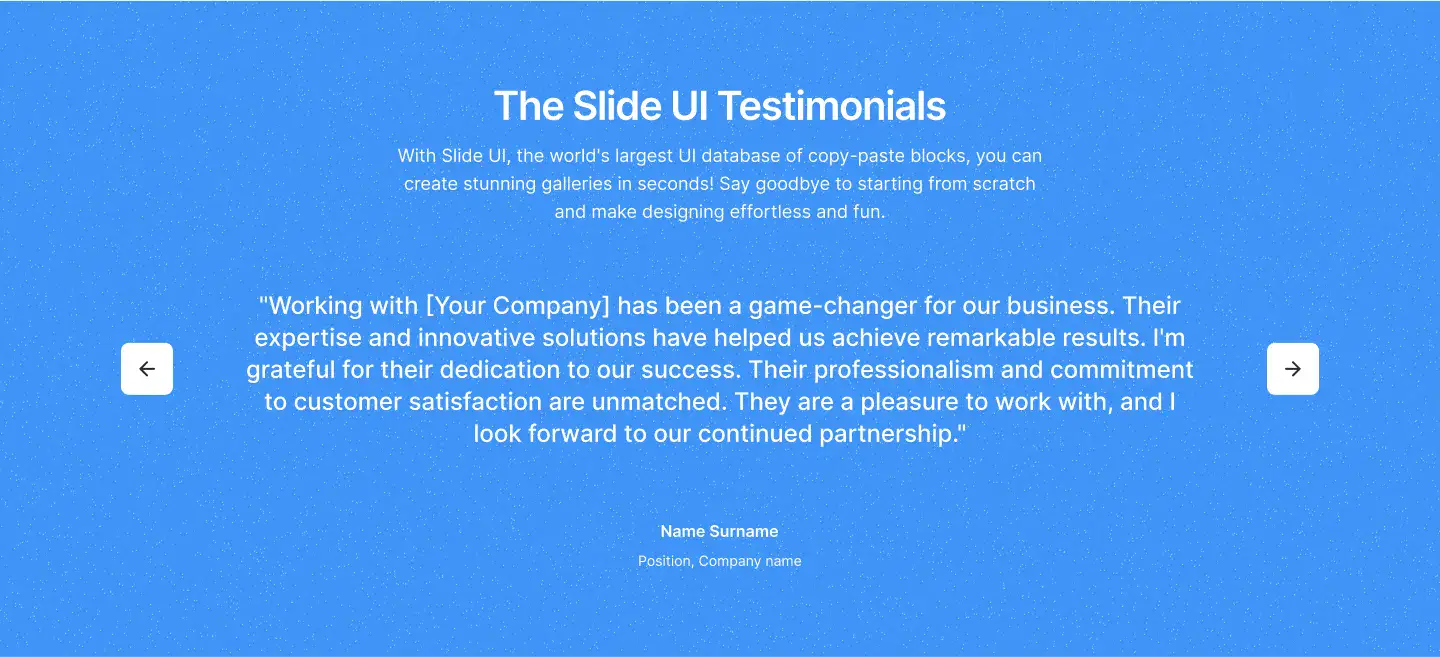 The Slide UI Testimonials
With Slide UI, the world's largest UI database of copy-paste blocks, you can
create stunning galleries in seconds! Say goodbye to starting from scratch
and make designing effortless and fun.
"Working with [Your Company] has been a game-changer for our business. Their
expertise and innovative solutions have helped us achieve remarkable results. I'm
grateful for their dedication to our success. Their professionalism and commitment
to customer satisfaction are unmatched. They are a pleasure to work with, and I
look forward to our continued partnership."
Name Surname
Position, Company name